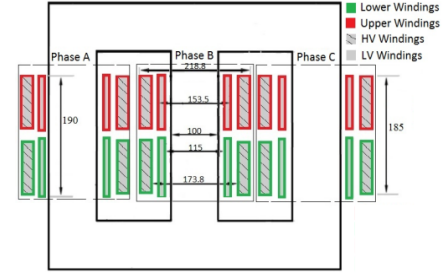 Lower Windings
Upper Windings
HV Windings
LV Windings
Phase A
Phase B
Phase C
218.8
153.5
190
100
185
115
173.8